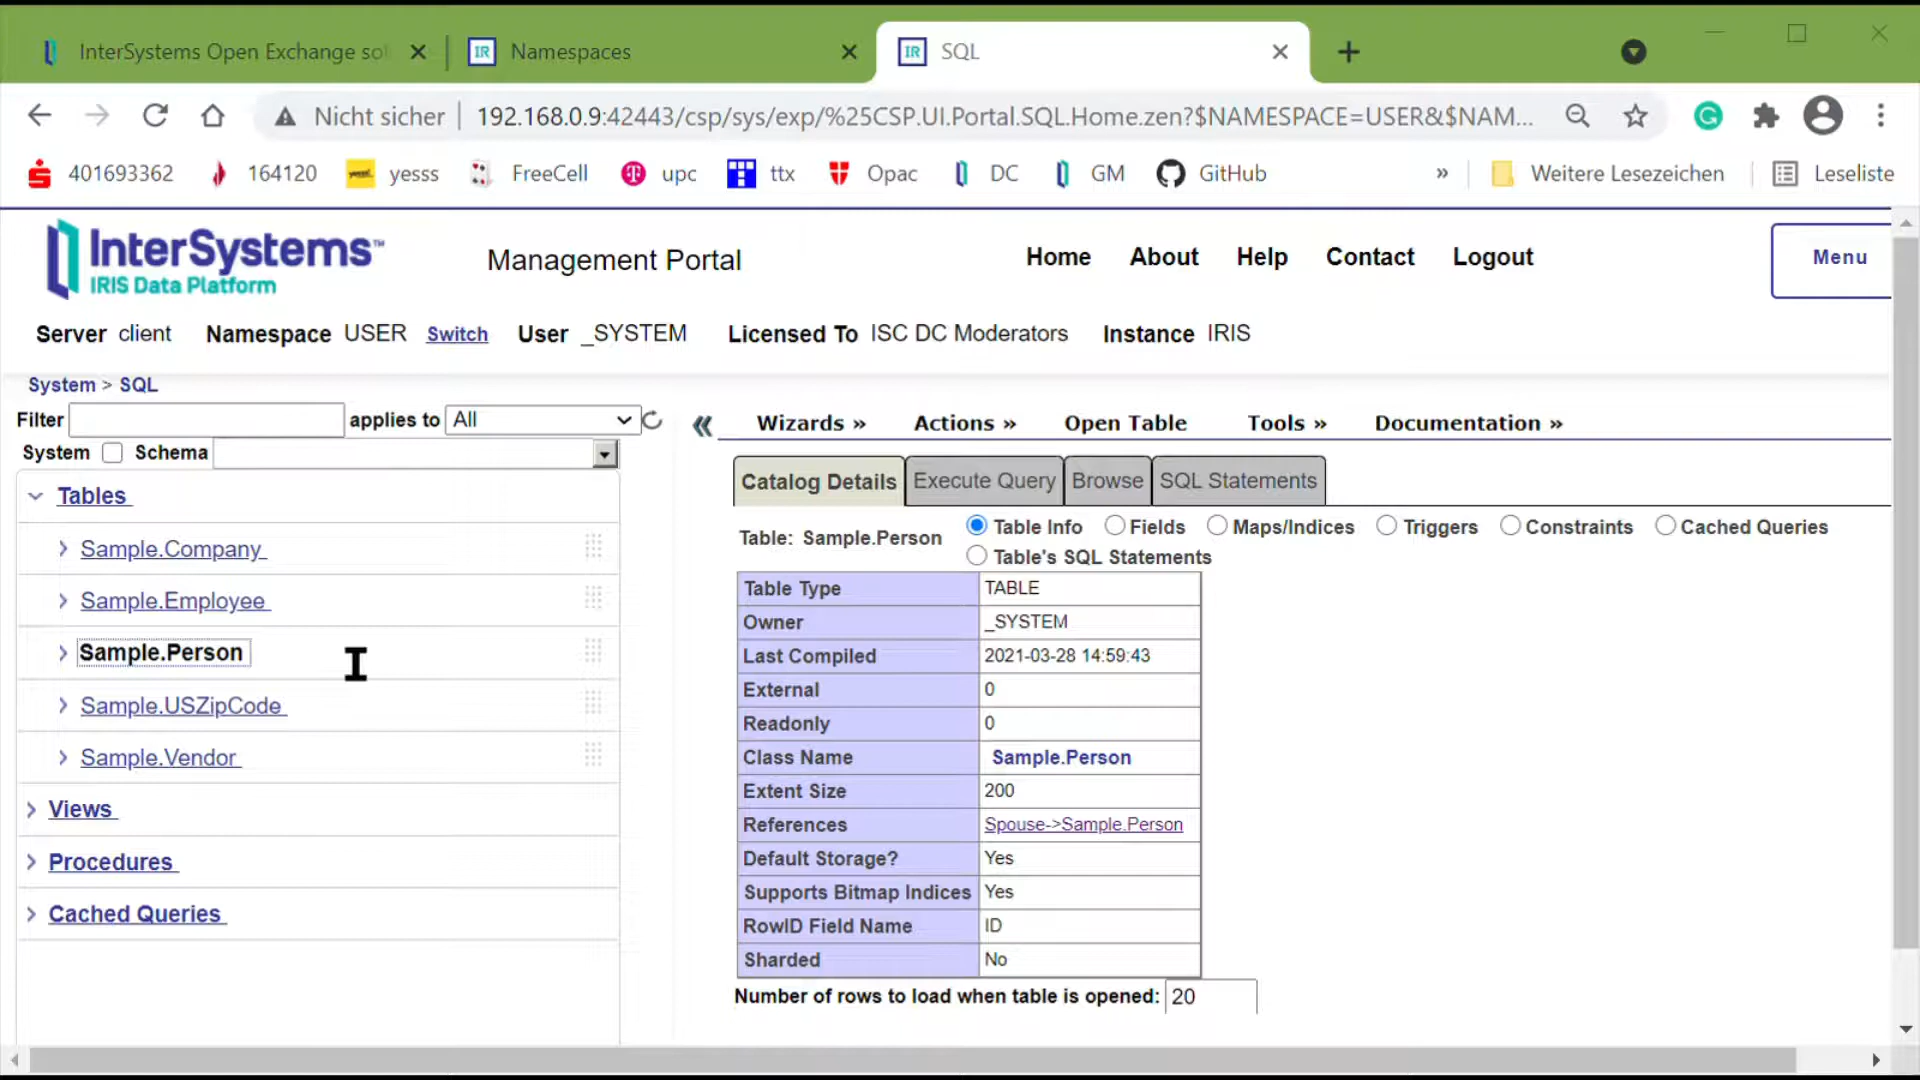 InterSystems Open Exchange sol
IR Namespaces
IR SQL
Nicht sicher 192.168.0.9:42443/csp/sys/exp/%25CSP.UI.Portal.SQL.Home.zen?$NAMESPACE=USER&$NAM...
401693362 164120 yesss FreeCell upc ttx Opac DC GM GitHub » Weitere Lesezeichen Leseliste
InterSystems™
IRIS Data Platform
Management Portal
Home About Help Contact Logout Menu
Server client Namespace USER Switch User _SYSTEM Licensed To ISC DC Moderators Instance IRIS
System > SQL
Filter applies to All
System Schema
Tables
Sample.Company
Sample.Employee
Sample.Person
Sample.USZipCode
Sample.Vendor
Views
Procedures
Cached Queries
« Wizards » Actions » Open Table Tools » Documentation »
Catalog Details Execute Query Browse SQL Statements
Table: Sample.Person Table Info Fields Maps/Indices Triggers Constraints Cached Queries
Table's SQL Statements
Table Type TABLE
Owner _SYSTEM
Last Compiled 2021-03-28 14:59:43
External 0
Readonly 0
Class Name Sample.Person
Extent Size 200
References Spouse->Sample.Person
Default Storage? Yes
Supports Bitmap Indices Yes
RowID Field Name ID
Sharded No
Number of rows to load when table is opened: 20